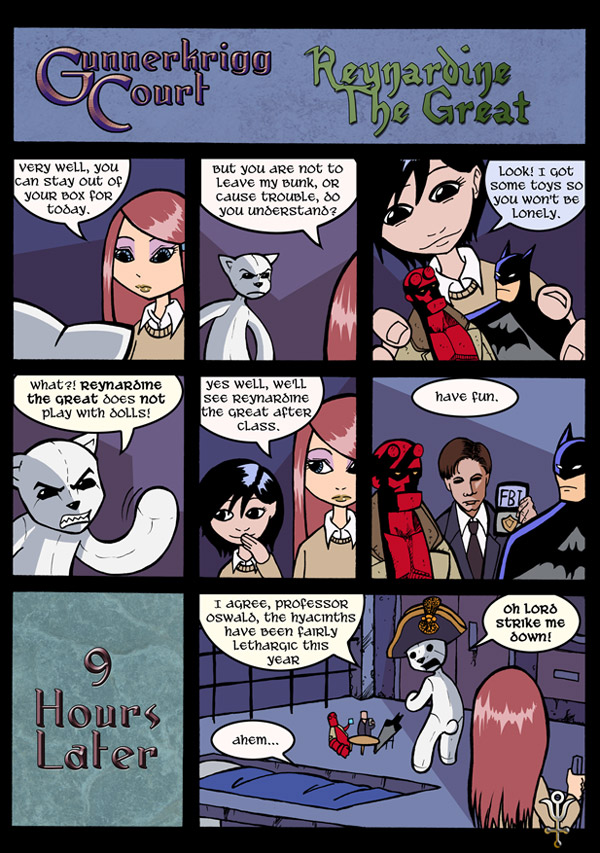 Gunnerkrigg
Court
Reynardine
The Great
Very well, you
can stay out of
your box for
today.
But you are not to
leave my bunk, or
cause trouble, do
you understand?
Look! I got
some toys so
you won't be
lonely.
What?! Reynardine
the Great does not
play with dolls!
Yes well, we'll
see Reynardine
the Great after
class.
Have fun.
FBI
9
Hours
Later
I agree, Professor
Oswald, the hyacinths
have been fairly
lethargic this
year
Oh lord
strike me
down!
Ahem...